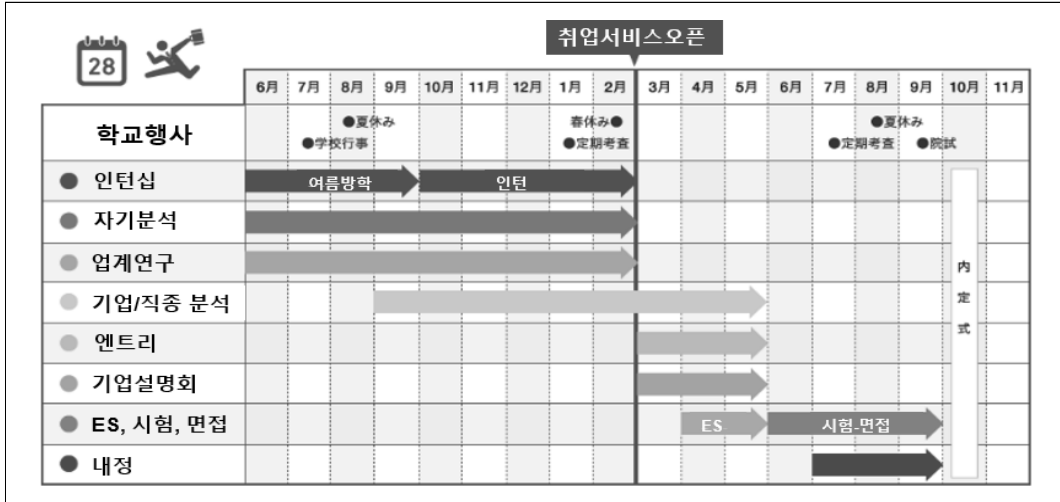 취업서비스오픈
28
6月 7月 8月 9月 10月 11月 12月 1月 2月 3月 4月 5月 6月 7月 8月 9月 10月 11月
학교행사
●夏休み 春休み● ●夏休み
●学校行事 ●定期考査 ●定期考査 ●院試
● 인턴십 여름방학 인턴
● 자기분석
● 업계연구
● 기업/직종 분석
● 엔트리
● 기업설명회
● ES, 시험, 면접 ES 시험-면접
● 내정
内
定
式